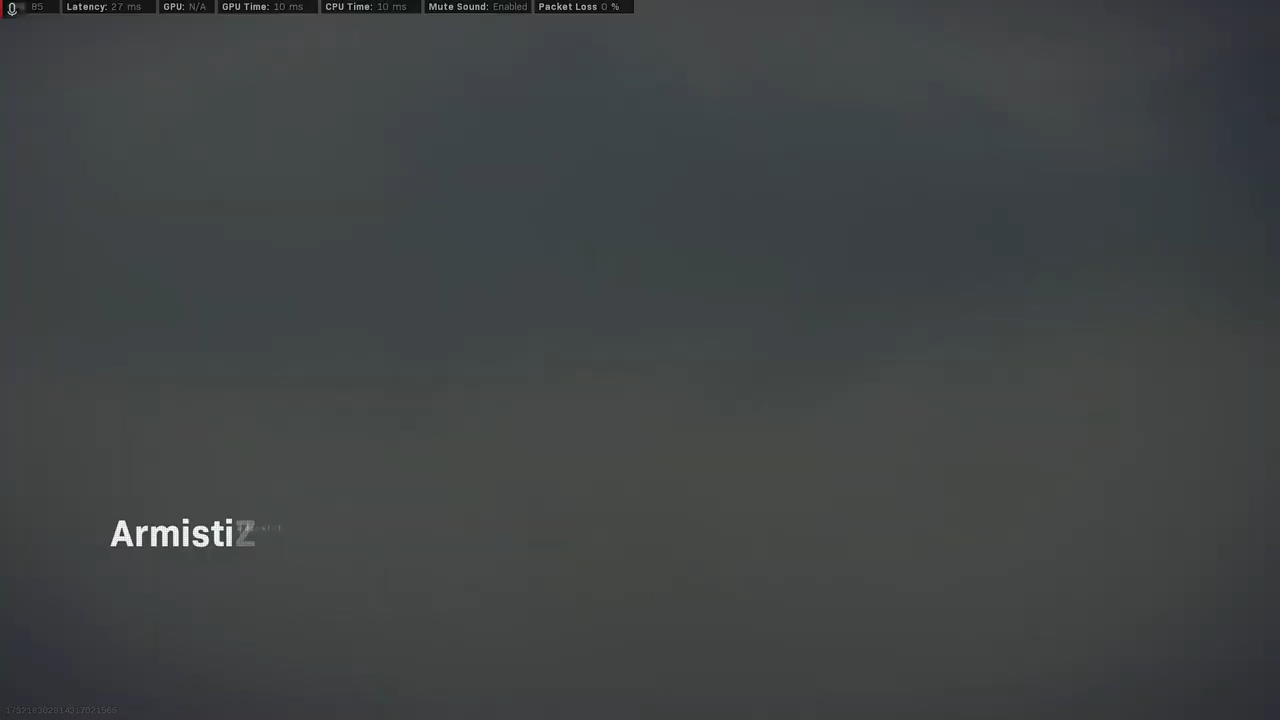 85 Latency: 27 ms GPU: N/A GPU Time: 10 ms CPU Time: 10 ms Mute Sound: Enabled Packet Loss 0 %
Armisti